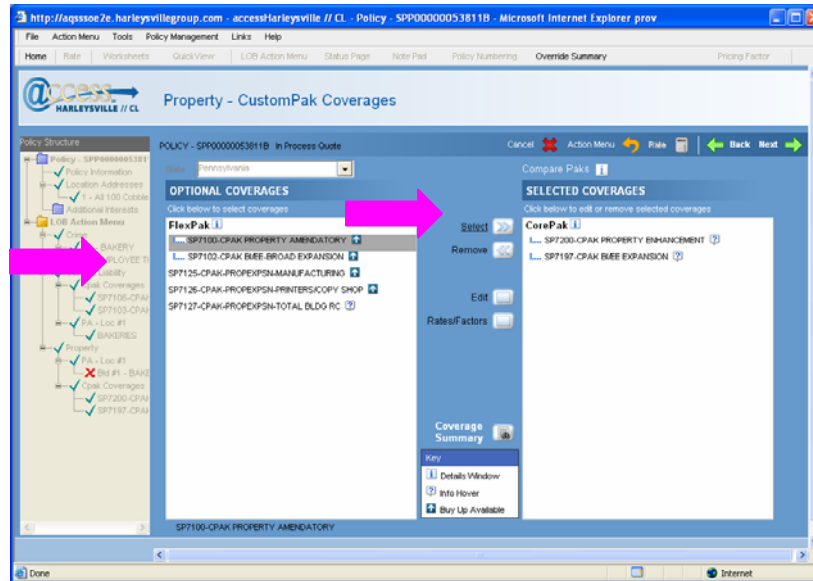 http://aqsssoe2e.harleysvillegroup.com - accessHarleysville // CL - Policy - SPP00000053811B - Microsoft Internet Explorer prov
File Action Menu Tools Policy Management Links Help
Home Rate Worksheets QuickView LOB Action Menu Status Page Note Pad Policy Numbering Override Summary Pricing Factor
@ccess
HARLEYSVILLE // CL
Property - CustomPak Coverages
Policy Structure
POLICY - SPP00000053811B In Process Quote
Cancel Action Menu Rate Back Next
Policy - SPP0000005381
Policy Information
Location Addresses
1 - All 100 Cobble
Additional Interests
LOB Action Menu
Crime
BAKERY
Liability
Cpak Coverages
SP7106-CPAK
SP7103-CPAK
PA - Loc #1
BAKERIES
Property
PA - Loc #1
Bld #1 - BAKE
Cpak Coverages
SP7200-CPAK
SP7197-CPAK
State Pennsylvania
Compare Paks
OPTIONAL COVERAGES
Click below to select coverages
FlexPak
SP7100-CPAK PROPERTY AMENDATORY
SP7102-CPAK BI/EE-BROAD EXPANSION
SP7125-CPAK-PROPEXPSN-MANUFACTURING
SP7126-CPAK-PROPEXPSN-PRINTERS/COPY SHOP
SP7127-CPAK-PROPEXPSN-TOTAL BLDG RC
Select
Remove
Edit
Rates/Factors
Coverage
Summary
Key
Details Window
Info Hover
Buy Up Available
SELECTED COVERAGES
Click below to edit or remove selected coverages
CorePak
SP7200-CPAK PROPERTY ENHANCEMENT
SP7197-CPAK BI/EE EXPANSION
SP7100-CPAK PROPERTY AMENDATORY
Done
Internet